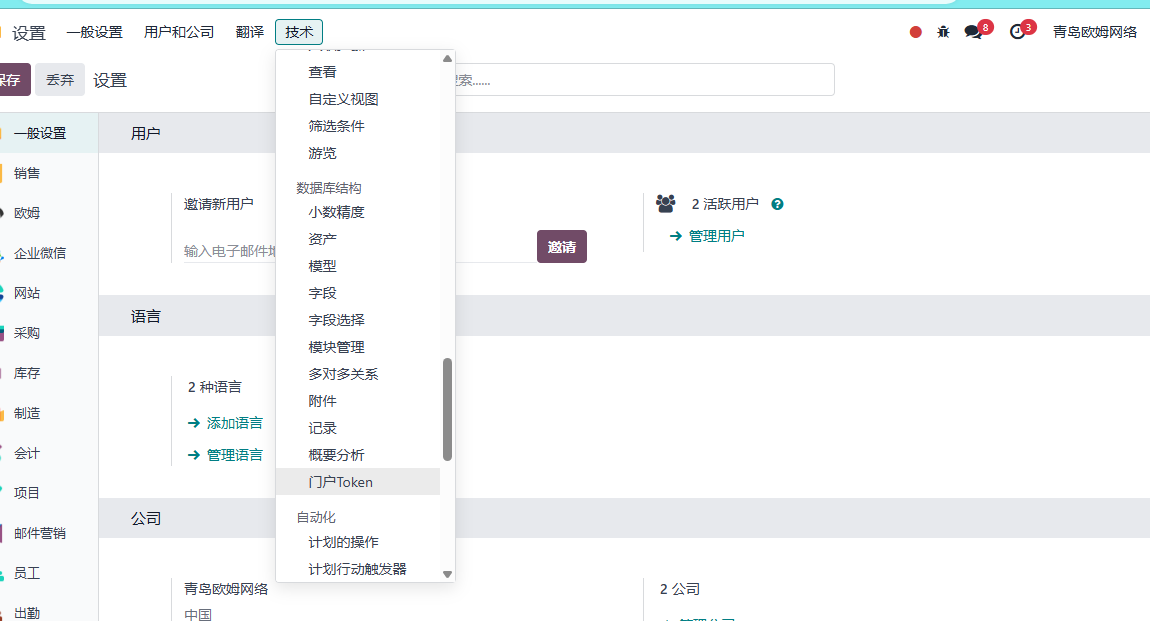 设置 一般设置 用户和公司 翻译 技术 8 3 青岛欧姆网络
保存 丢弃 设置 搜索......
一般设置
销售
欧姆
企业微信
网站
采购
库存
制造
会计
项目
邮件营销
员工
出勤
查看
自定义视图
筛选条件
游览
数据库结构
小数精度
资产
模型
字段
字段选择
模块管理
多对多关系
附件
记录
概要分析
门户Token
自动化
计划的操作
计划行动触发器
用户
邀请新用户
输入电子邮件地
邀请
2 活跃用户 ?
管理用户
语言
2 种语言
添加语言
管理语言
公司
青岛欧姆网络
中国
2 公司
管理公司